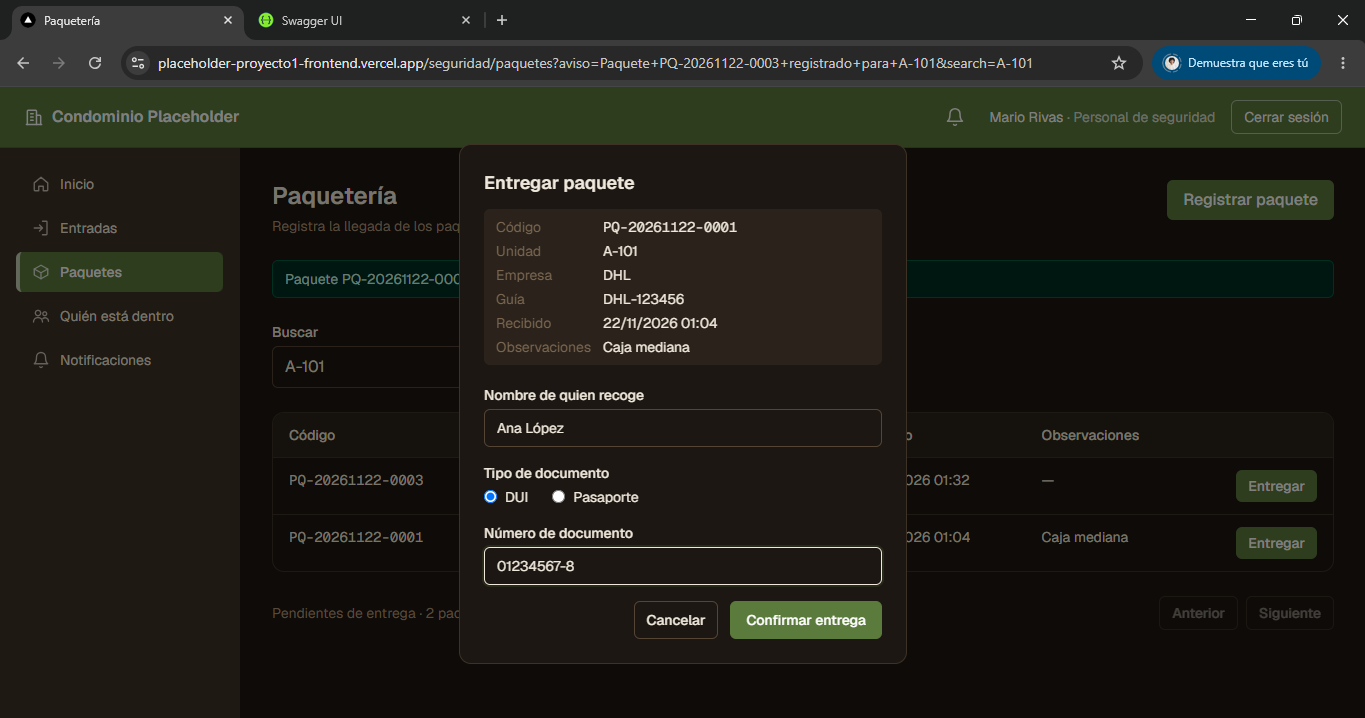 Paquetería
Swagger UI
placeholder-proyecto1-frontend.vercel.app/seguridad/paquetes?aviso=Paquete+PQ-20261122-0003+registrado+para+A-101&search=A-101
Demuestra que eres tú
Condominio Placeholder
Mario Rivas · Personal de seguridad
Cerrar sesión
Inicio
Entradas
Paquetes
Quién está dentro
Notificaciones
Paquetería
Registrar paquete
Registra la llegada de los paq
Paquete PQ-20261122-000
Buscar
A-101
Código
Observaciones
PQ-20261122-0003
026 01:32
—
Entregar
PQ-20261122-0001
026 01:04
Caja mediana
Entregar
Pendientes de entrega · 2 paq
Anterior
Siguiente
Entregar paquete
Código PQ-20261122-0001
Unidad A-101
Empresa DHL
Guía DHL-123456
Recibido 22/11/2026 01:04
Observaciones Caja mediana
Nombre de quien recoge
Ana López
Tipo de documento
DUI Pasaporte
Número de documento
01234567-8
Cancelar Confirmar entrega